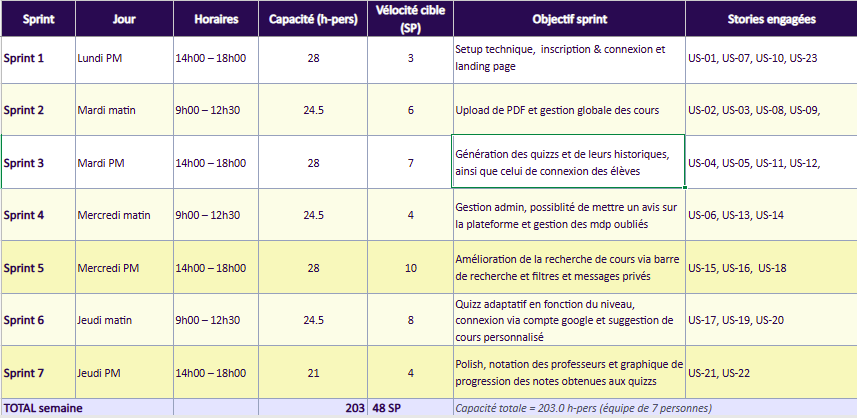 Sprint Jour Horaires Capacité (h-pers) Vélocité cible (SP) Objectif sprint Stories engagées
Sprint 1 Lundi PM 14h00 – 18h00 28 3 Setup technique, inscription & connexion et landing page US-01, US-07, US-10, US-23
Sprint 2 Mardi matin 9h00 – 12h30 24.5 6 Upload de PDF et gestion globale des cours US-02, US-03, US-08, US-09,
Sprint 3 Mardi PM 14h00 – 18h00 28 7 Génération des quizzs et de leurs historiques, ainsi que celui de connexion des élèves US-04, US-05, US-11, US-12,
Sprint 4 Mercredi matin 9h00 – 12h30 24.5 4 Gestion admin, possiblité de mettre un avis sur la plateforme et gestion des mdp oubliés US-06, US-13, US-14
Sprint 5 Mercredi PM 14h00 – 18h00 28 10 Amélioration de la recherche de cours via barre de recherche et filtres et messages privés US-15, US-16, US-18
Sprint 6 Jeudi matin 9h00 – 12h30 24.5 8 Quizz adaptatif en fonction du niveau, connexion via compte google et suggestion de cours personnalisé US-17, US-19, US-20
Sprint 7 Jeudi PM 14h00 – 18h00 21 4 Polish, notation des professeurs et graphique de progression des notes obtenues aux quizzs US-21, US-22
TOTAL semaine 203 48 SP Capacité totale = 203.0 h-pers (équipe de 7 personnes)